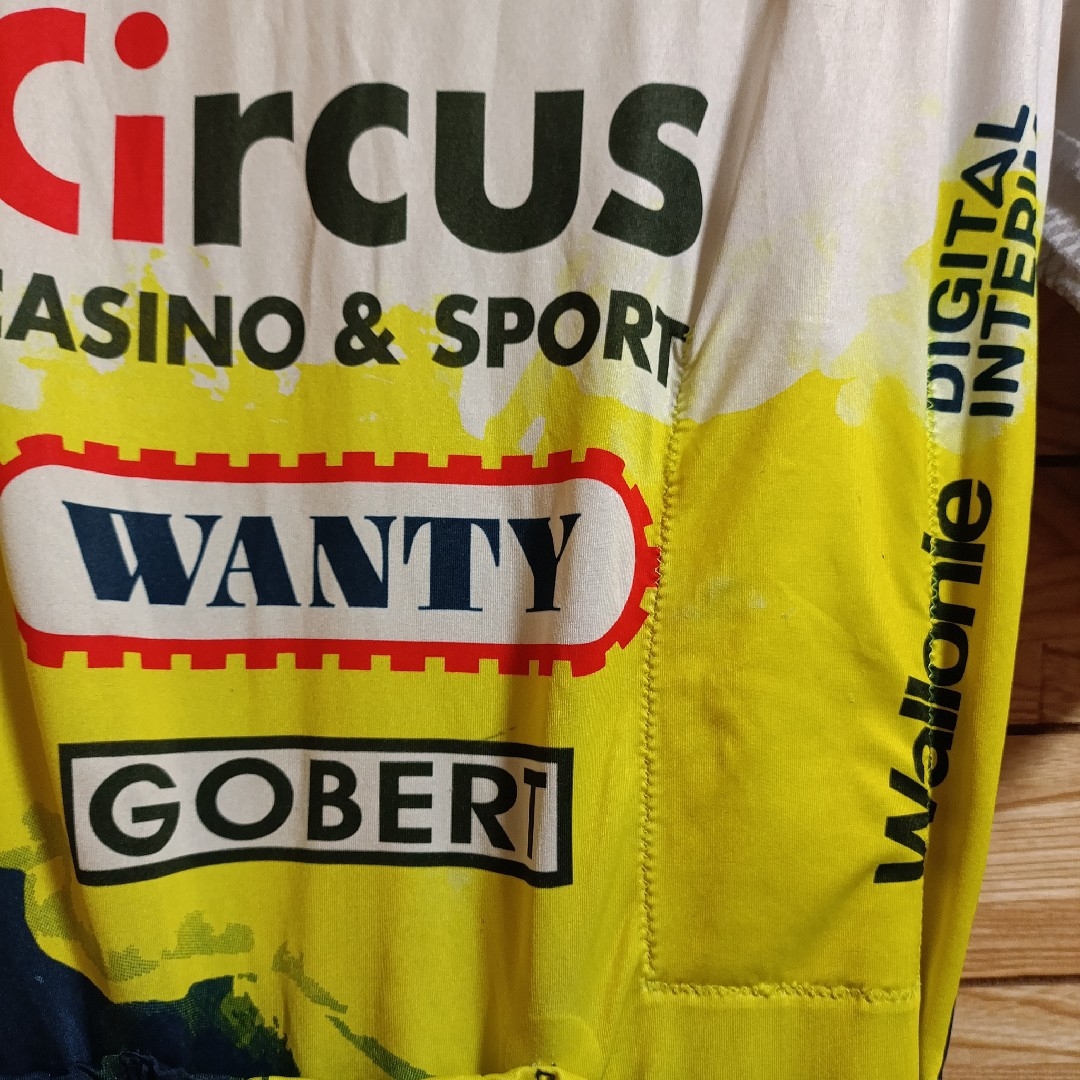 Circus
CASINO & SPORT
WANTY
GOBERT
DIGITAL
Wallonie